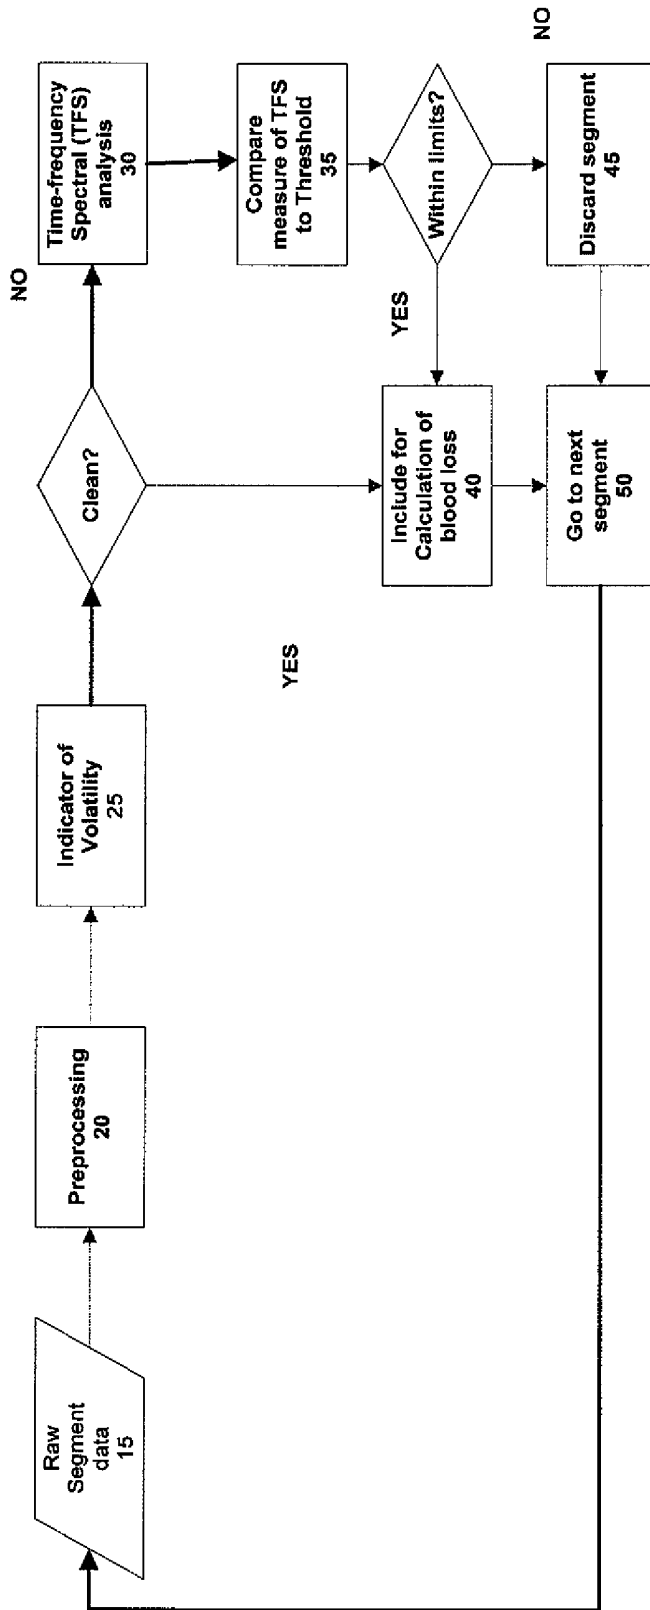 Raw
Segment
data
15
Preprocessing
20
Indicator of
Volatility
25
Clean?
NO
Time-frequency
Spectral (TFS)
analysis
30
Compare
measure of TFS
to Threshold
35
Within limits?
YES
YES
NO
Include for
Calculation of
blood loss
40
Discard segment
45
Go to next
segment
50